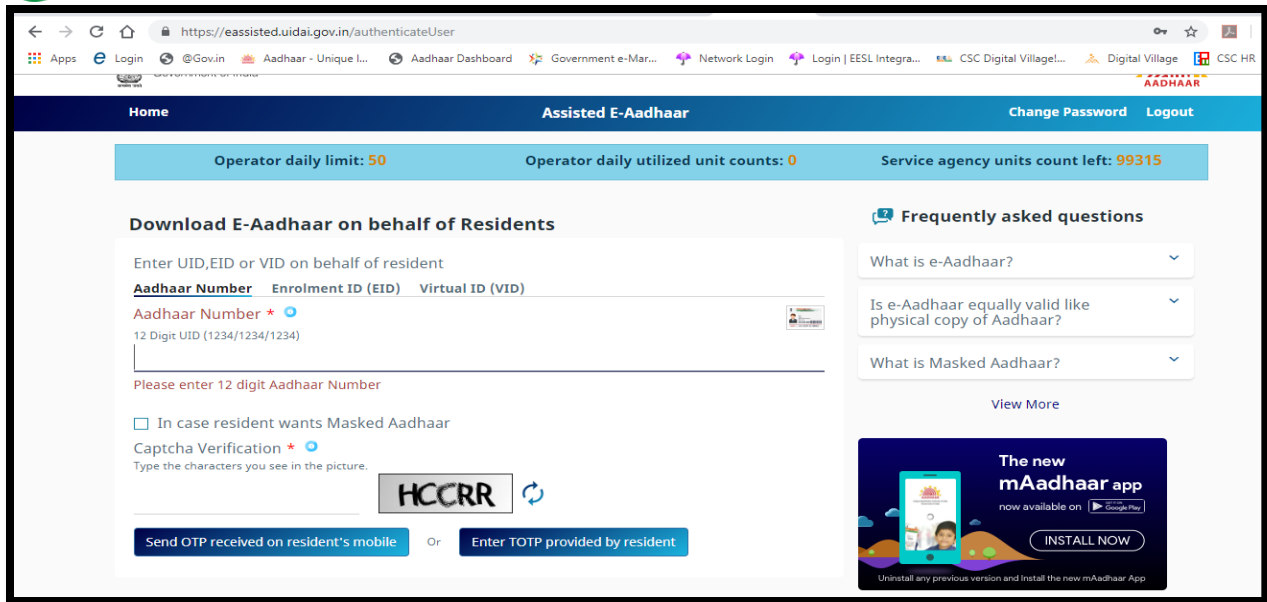 https://eassisted.uidai.gov.in/authenticateUser
Apps Login @Gov.in Aadhaar - Unique I... Aadhaar Dashboard Government e-Mar... Network Login Login | EESL Integra... CSC Digital Village!... Digital Village CSC HR
Government of India
AADHAAR
Home Assisted E-Aadhaar Change Password Logout
Operator daily limit: 50 Operator daily utilized unit counts: 0 Service agency units count left: 99315
Download E-Aadhaar on behalf of Residents
Enter UID,EID or VID on behalf of resident
Aadhaar Number Enrolment ID (EID) Virtual ID (VID)
Aadhaar Number *
12 Digit UID (1234/1234/1234)
Please enter 12 digit Aadhaar Number
In case resident wants Masked Aadhaar
Captcha Verification *
Type the characters you see in the picture.
HCCRR
Send OTP received on resident's mobile Or Enter TOTP provided by resident
Frequently asked questions
What is e-Aadhaar?
Is e-Aadhaar equally valid like
physical copy of Aadhaar?
What is Masked Aadhaar?
View More
The new
mAadhaar app
now available on Google Play
INSTALL NOW
Uninstall any previous version and Install the new mAadhaar App